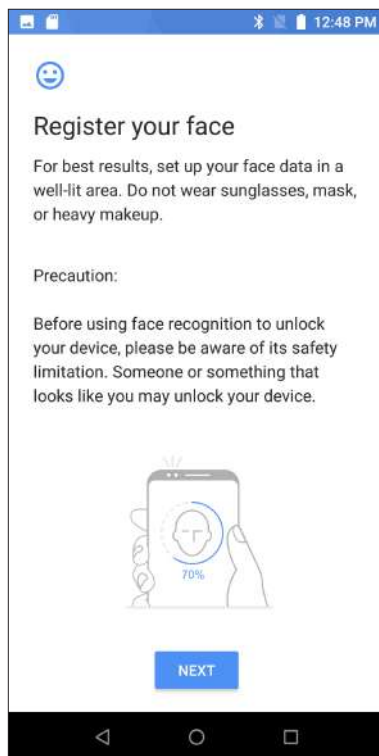 12:48 PM
Register your face
For best results, set up your face data in a
well-lit area. Do not wear sunglasses, mask,
or heavy makeup.
Precaution:
Before using face recognition to unlock
your device, please be aware of its safety
limitation. Someone or something that
looks like you may unlock your device.
70%
NEXT